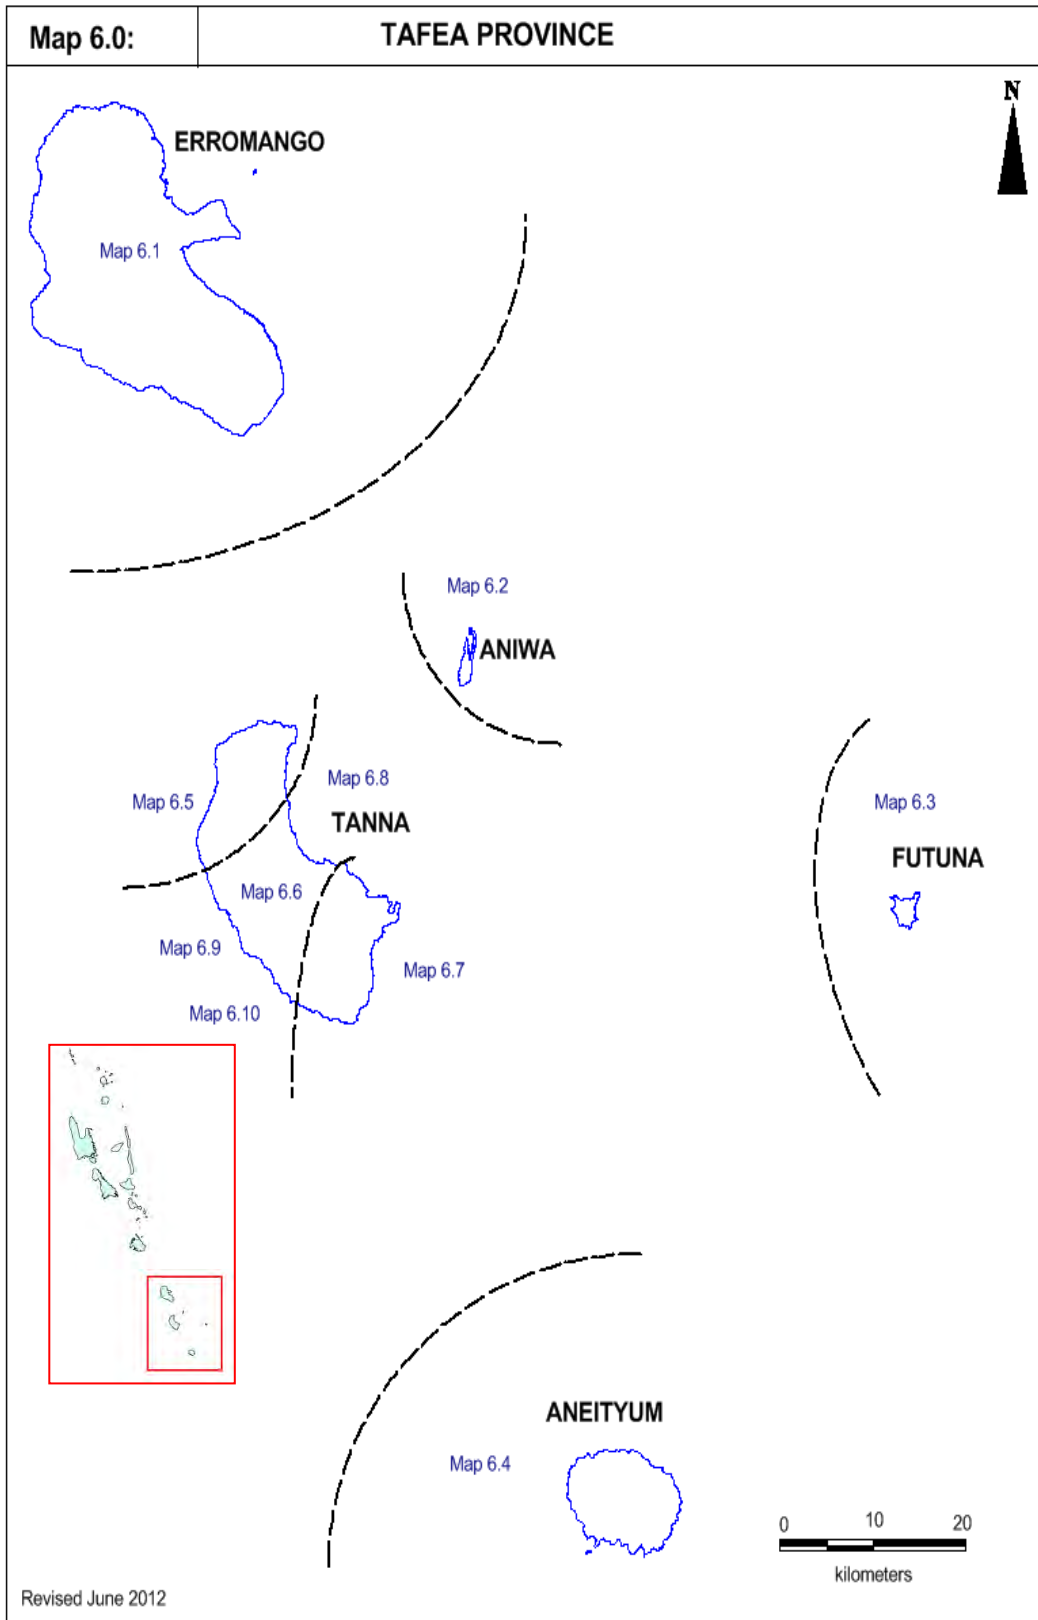 Map 6.0:
TAFEA PROVINCE
N
ERROMANGO
Map 6.1
Map 6.2
ANIWA
Map 6.8
Map 6.5
TANNA
Map 6.3
FUTUNA
Map 6.6
Map 6.9
Map 6.7
Map 6.10
ANEITYUM
Map 6.4
0 10 20
kilometers
Revised June 2012